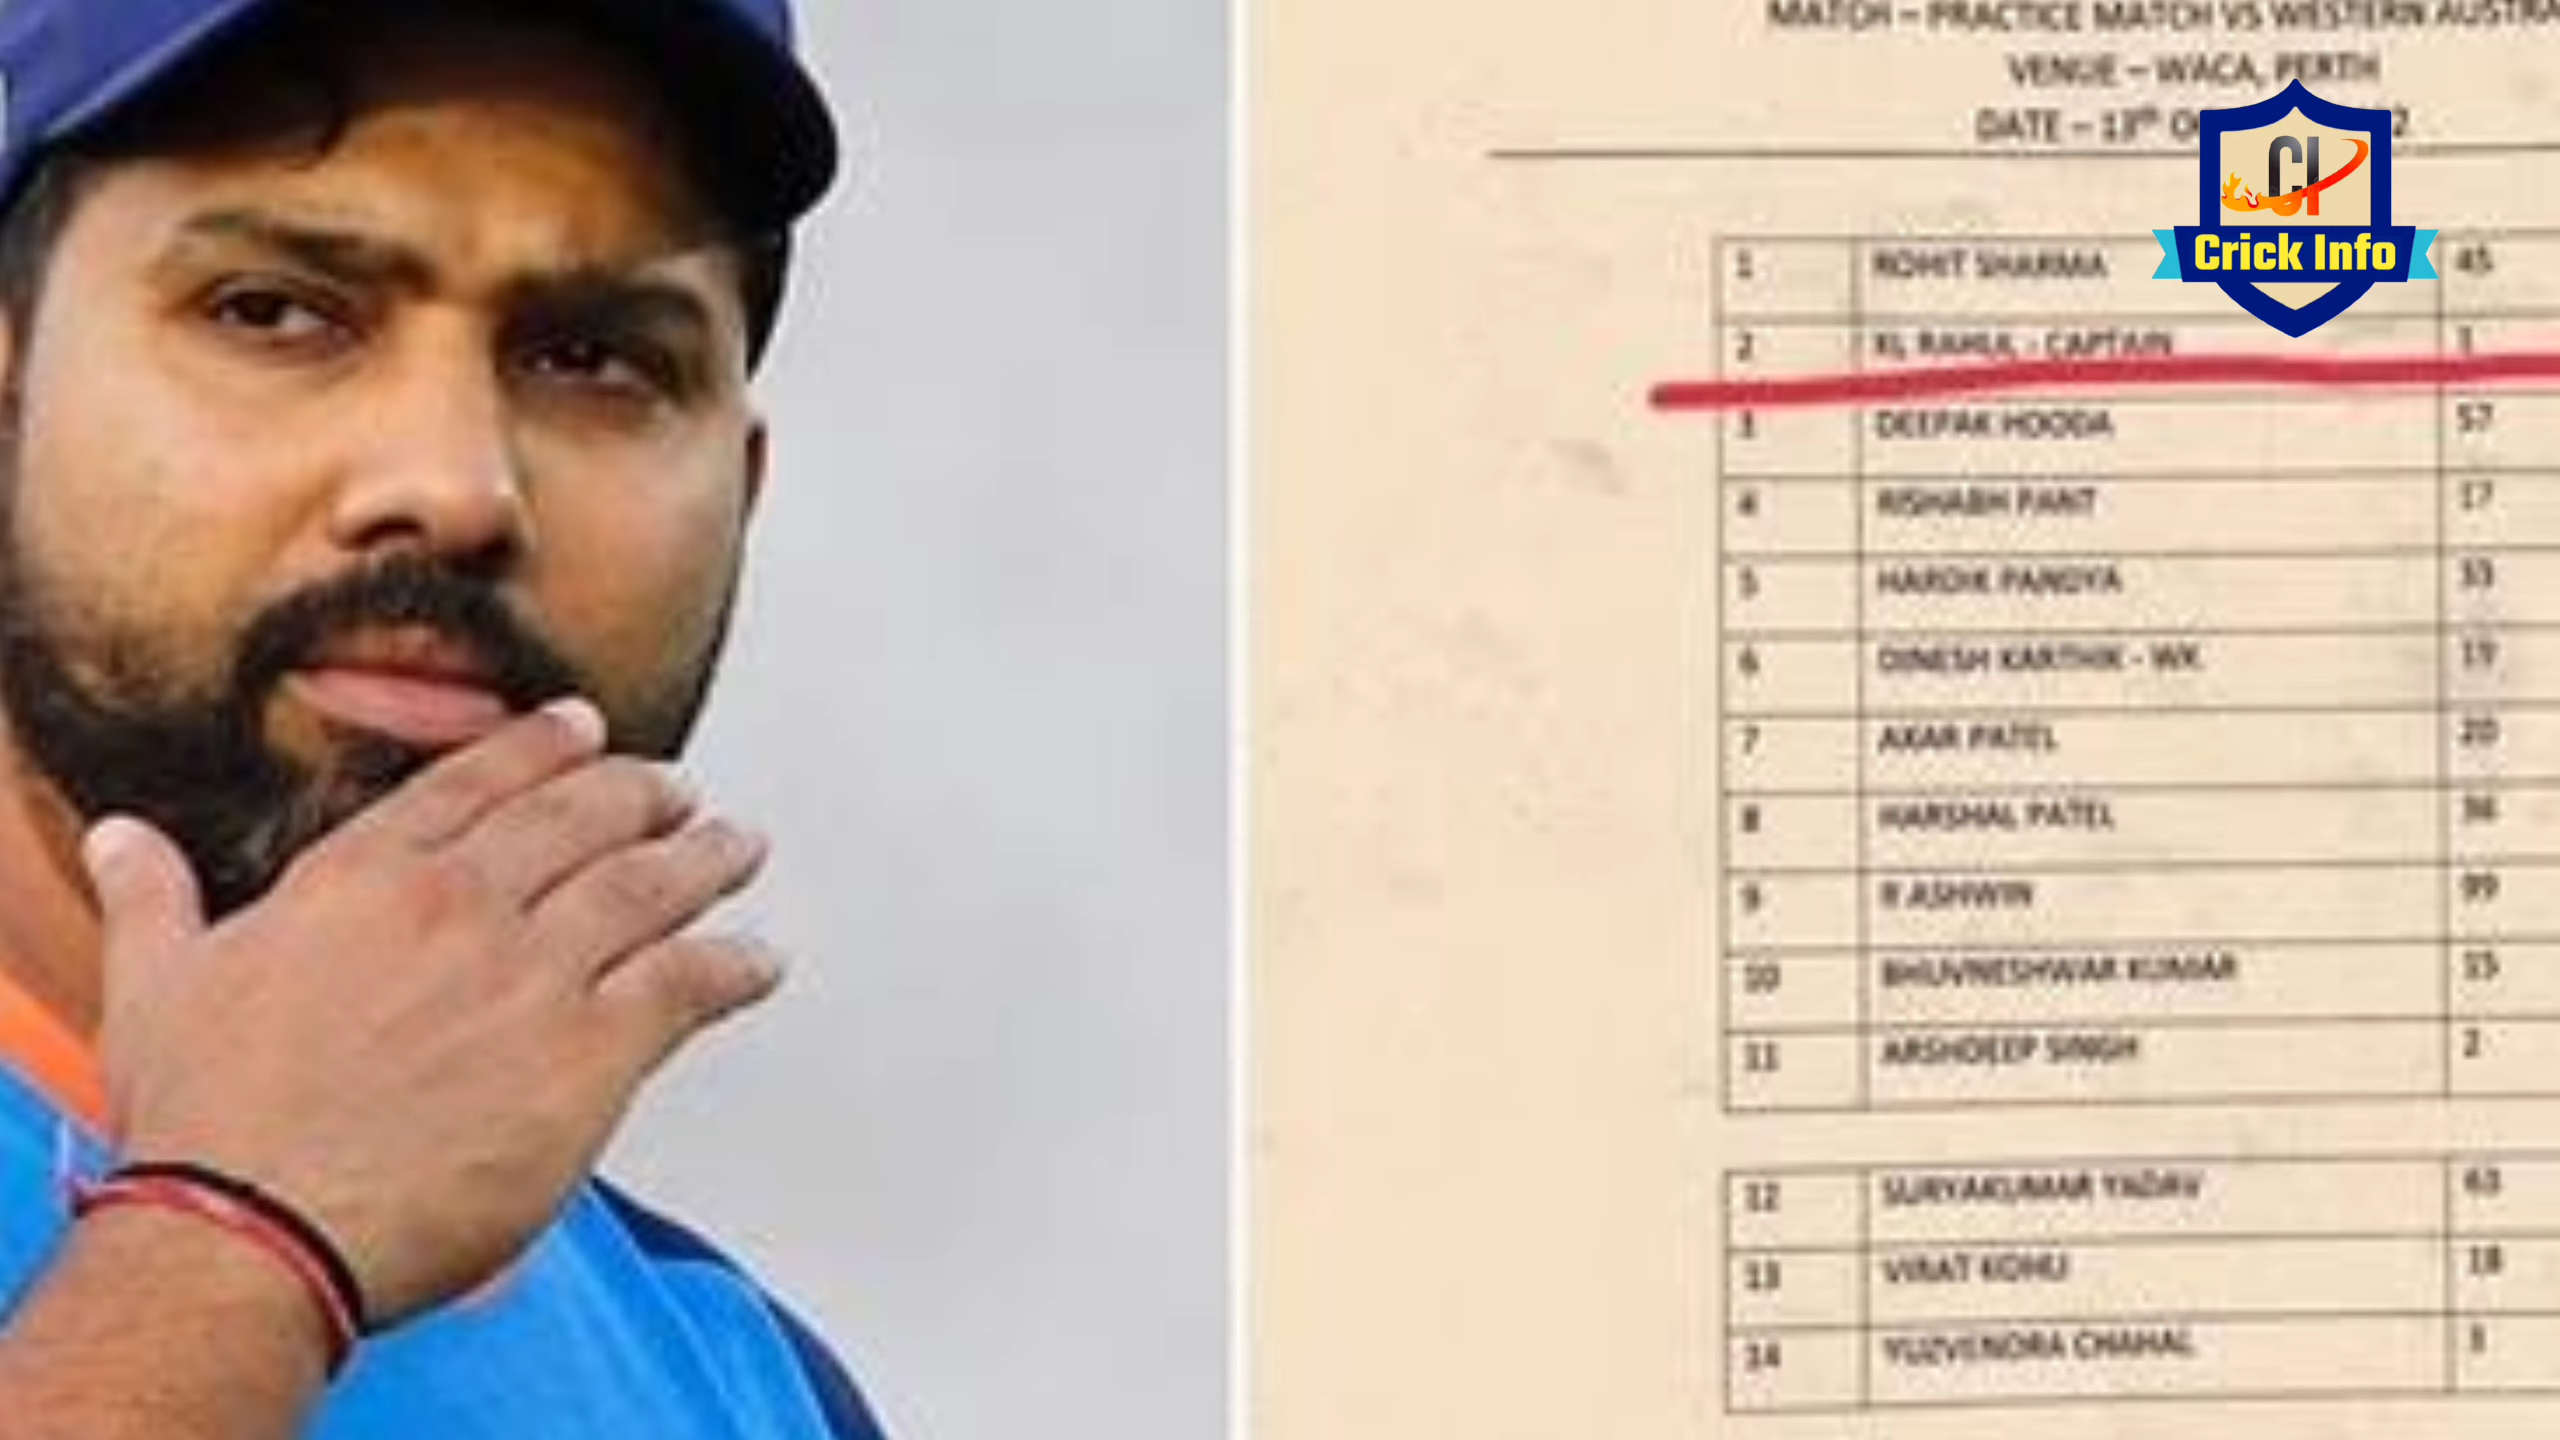 MATCH – PRACTICE MATCH VS WESTERN AUSTRA
VENUE – WACA, PERTH
DATE – 13th O 2
CI
Crick Info
1 ROHIT SHARMA 45
2 KL RAHUL - CAPTAIN 1
3 DEEPAK HOODA 57
4 RISHABH PANT 17
5 HARDIK PANDYA 33
6 DINESH KARTHIK - WK 19
7 AXAR PATEL 20
8 HARSHAL PATEL 36
9 R ASHWIN 99
10 BHUVNESHWAR KUMAR 15
11 ARSHDEEP SINGH 2
12 SURYAKUMAR YADAV 63
13 VIRAT KOHLI 18
14 YUZVENDRA CHAHAL 3